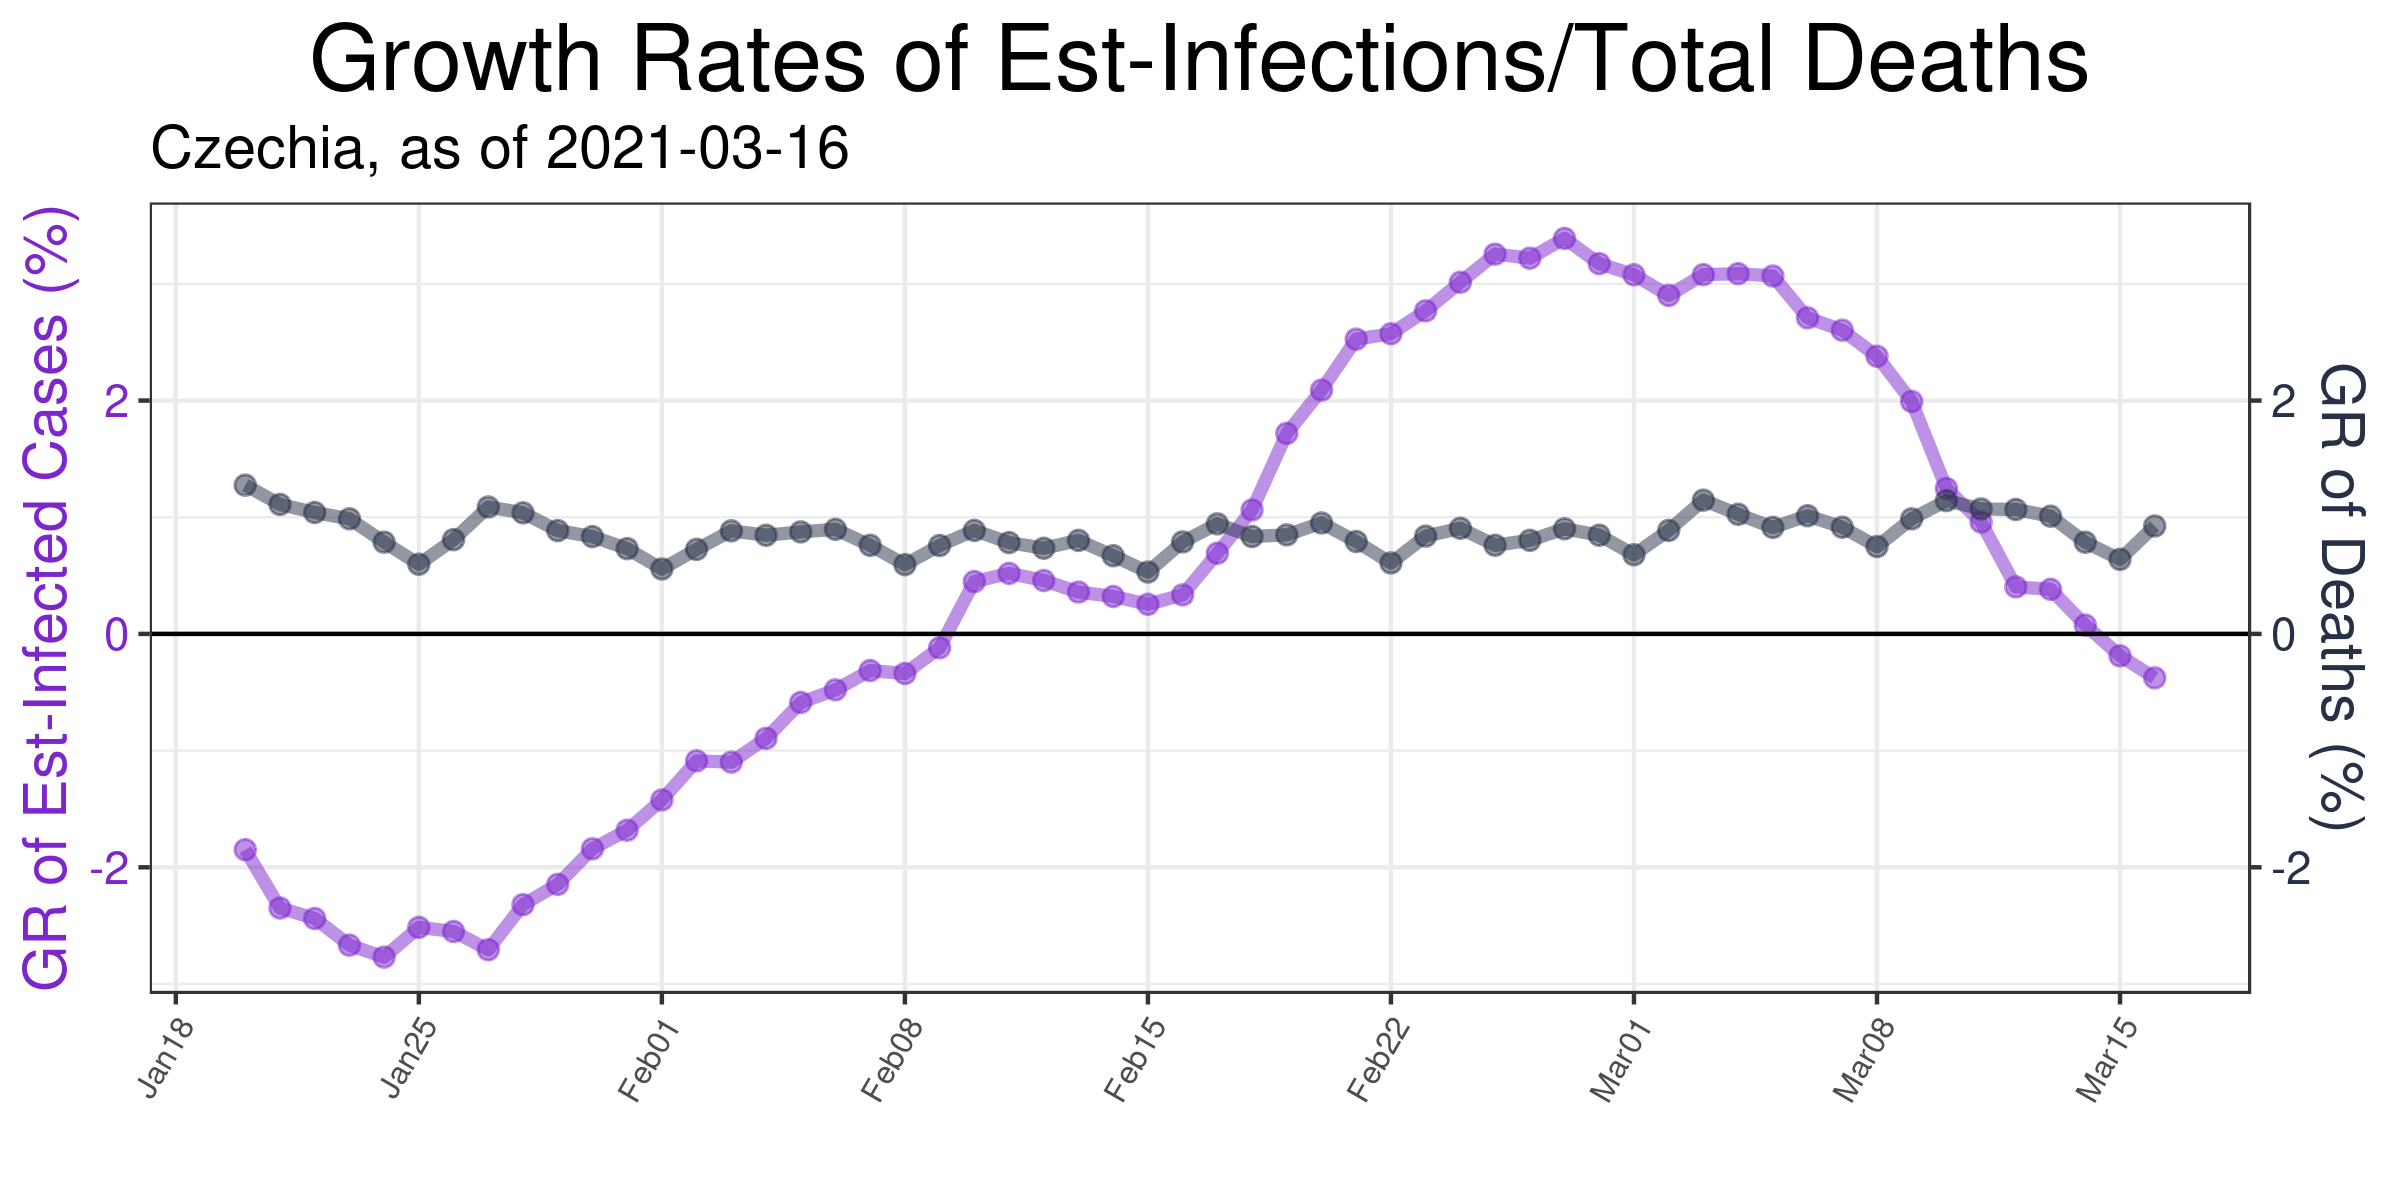 Growth Rates of Est-Infections/Total Deaths
Czechia, as of 2021-03-16
GR of Est-Infected Cases (%)
2
0
-2
2
0
-2
GR of Deaths (%)
Jan18
Jan25
Feb01
Feb08
Feb15
Feb22
Mar01
Mar08
Mar15